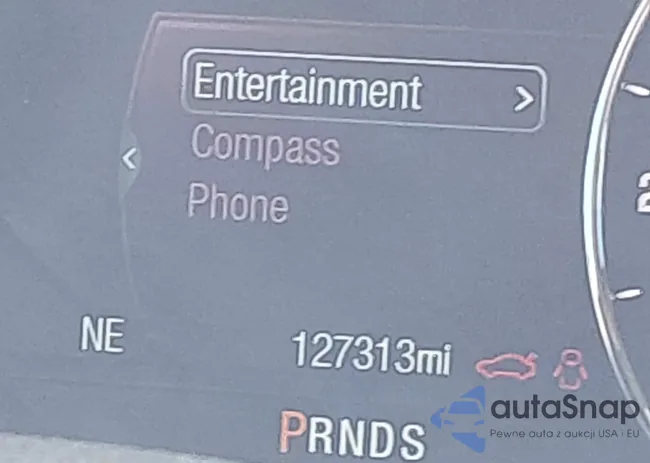 Entertainment >
Compass
<
Phone
NE
127313mi
PRNDS
autaSnap
Pewne auta z aukcji USA i EU